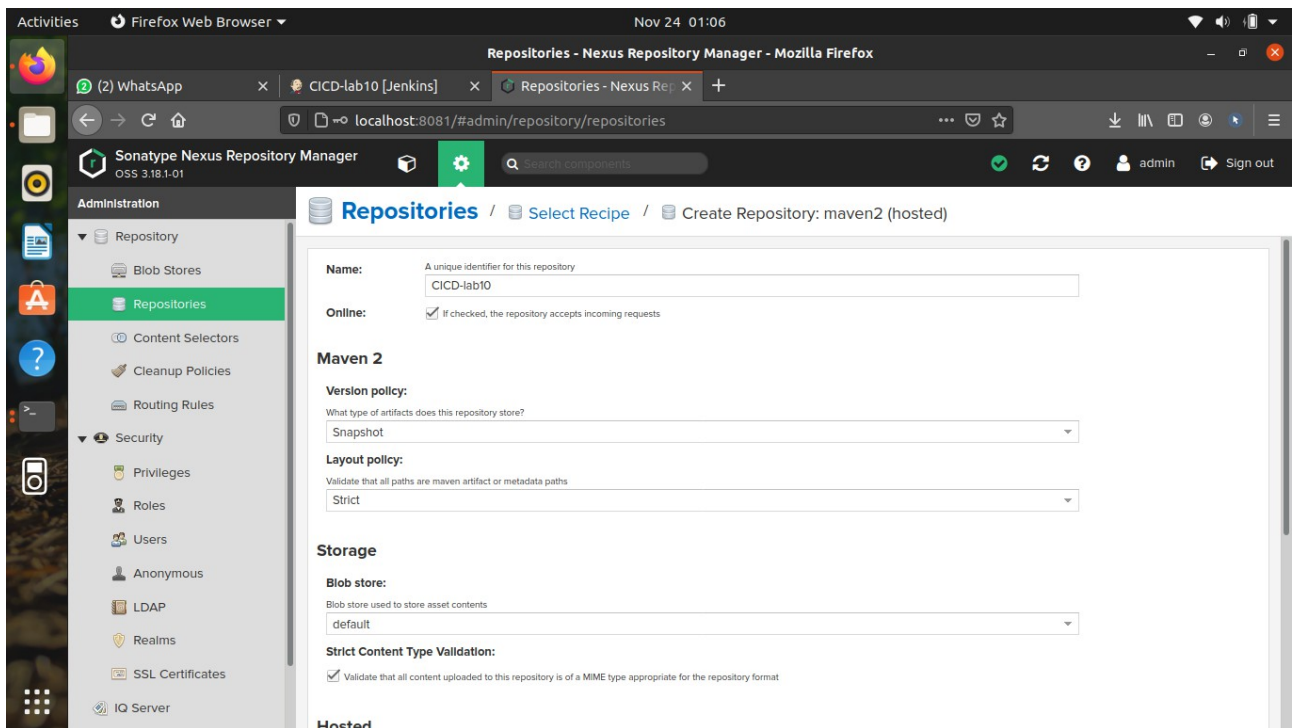 Activities Firefox Web Browser Nov 24 01:06
Repositories - Nexus Repository Manager - Mozilla Firefox
(2) WhatsApp CICD-lab10 [Jenkins] Repositories - Nexus Rep
localhost:8081/#admin/repository/repositories
Sonatype Nexus Repository Manager
OSS 3.18.1-01
Search components
admin Sign out
Administration
Repository
Blob Stores
Repositories
Content Selectors
Cleanup Policies
Routing Rules
Security
Privileges
Roles
Users
Anonymous
LDAP
Realms
SSL Certificates
IQ Server
Repositories / Select Recipe / Create Repository: maven2 (hosted)
Name: A unique identifier for this repository
CICD-lab10
Online: If checked, the repository accepts incoming requests
Maven 2
Version policy:
What type of artifacts does this repository store?
Snapshot
Layout policy:
Validate that all paths are maven artifact or metadata paths
Strict
Storage
Blob store:
Blob store used to store asset contents
default
Strict Content Type Validation:
Validate that all content uploaded to this repository is of a MIME type appropriate for the repository format
Hosted